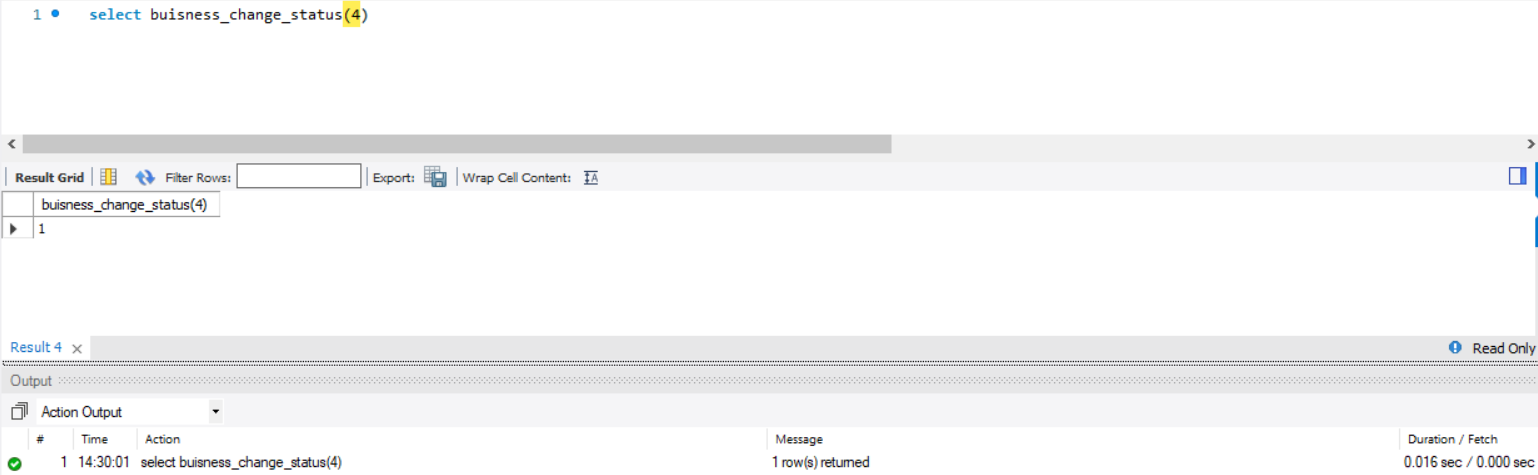 1 select buisness_change_status(4)
Result Grid Filter Rows: Export: Wrap Cell Content:
buisness_change_status(4)
1
Result 4 Read Only
Output
Action Output
# Time Action Message Duration / Fetch
1 14:30:01 select buisness_change_status(4) 1 row(s) returned 0.016 sec / 0.000 sec